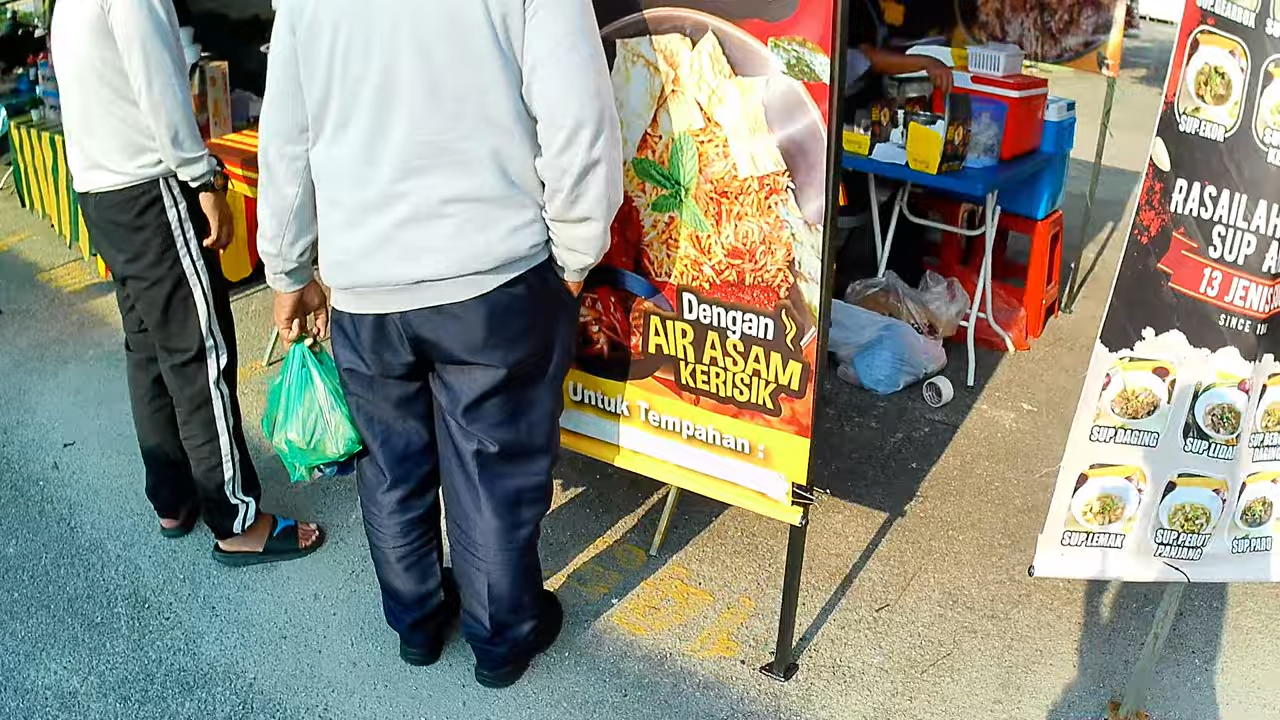 Dengan
AIR ASAM
KERISIK
Untuk Tempahan :
SUP EKOR
RASAILAH
SUP
13 JENIS
SINCE
SUP DAGING
SUP LIDAH
SUP LEMAK
SUP PERUT
PANJANG
SUP PARU